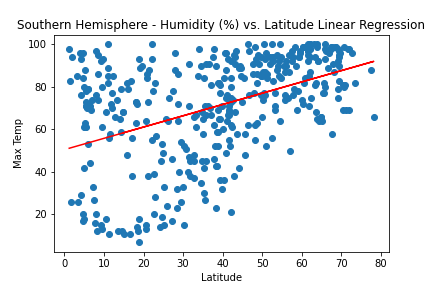 Southern Hemisphere - Humidity (%) vs. Latitude Linear Regression
100
80
60
40
20
Max Temp
0 10 20 30 40 50 60 70 80
Latitude